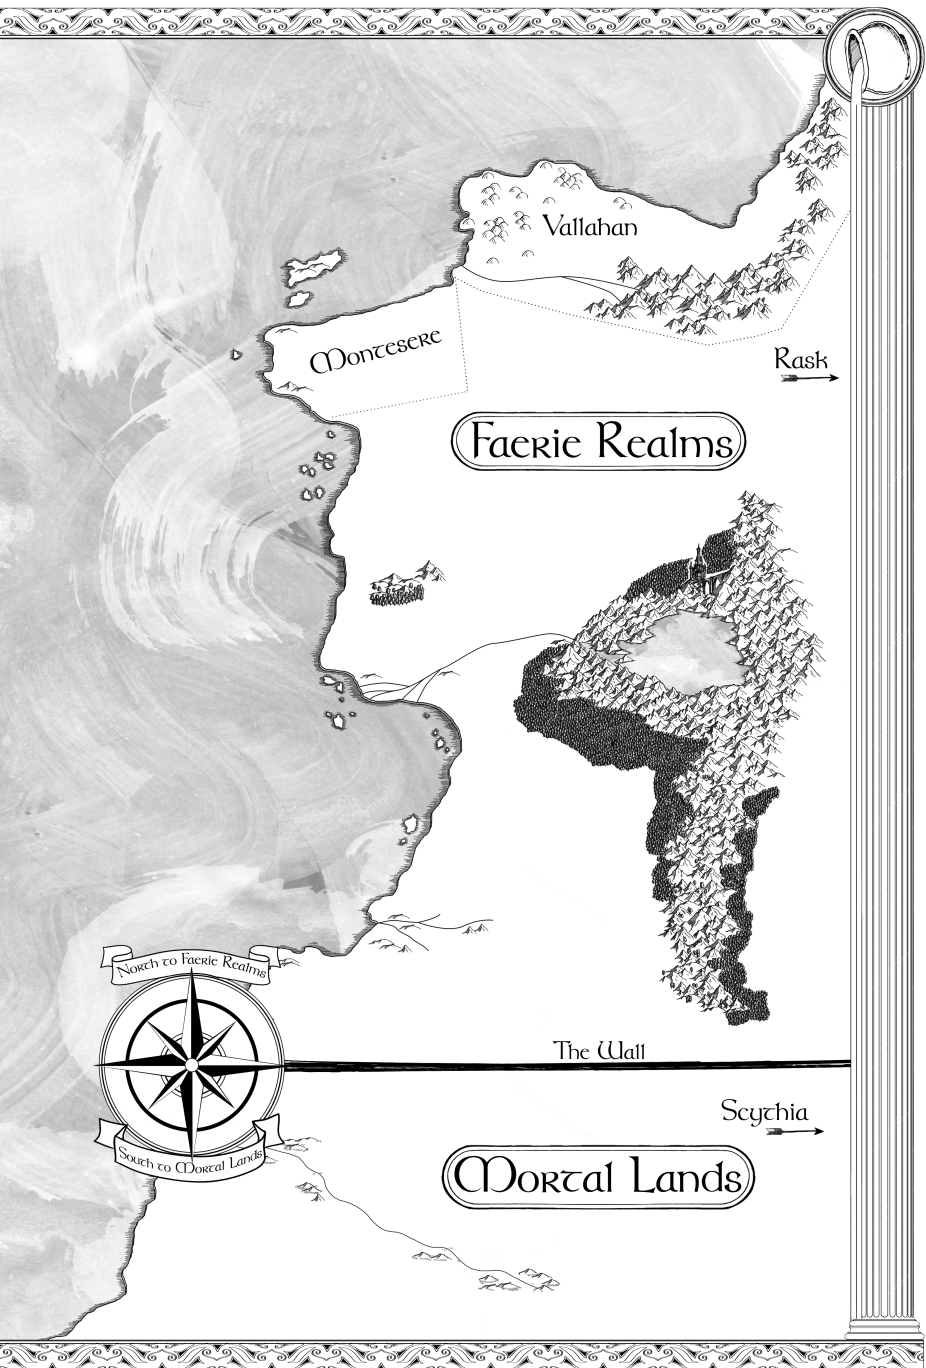 Vallahan
Montesere
Rask
Faerie Realms
North to Faerie Realms
The Wall
Scythia
South to Mortal Lands
Mortal Lands